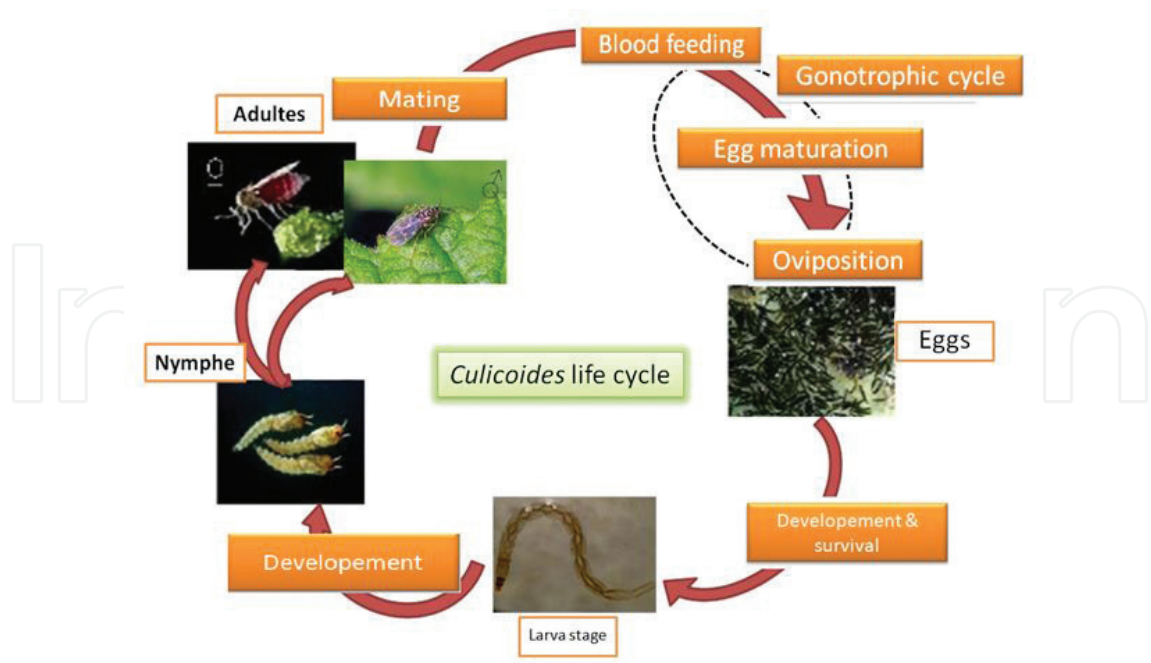 Blood feeding
Gonotrophic cycle
Mating
Adultes
Egg maturation
Oviposition
Eggs
Nymphe
Culicoides life cycle
Developement &
survival
Developement
Larva stage